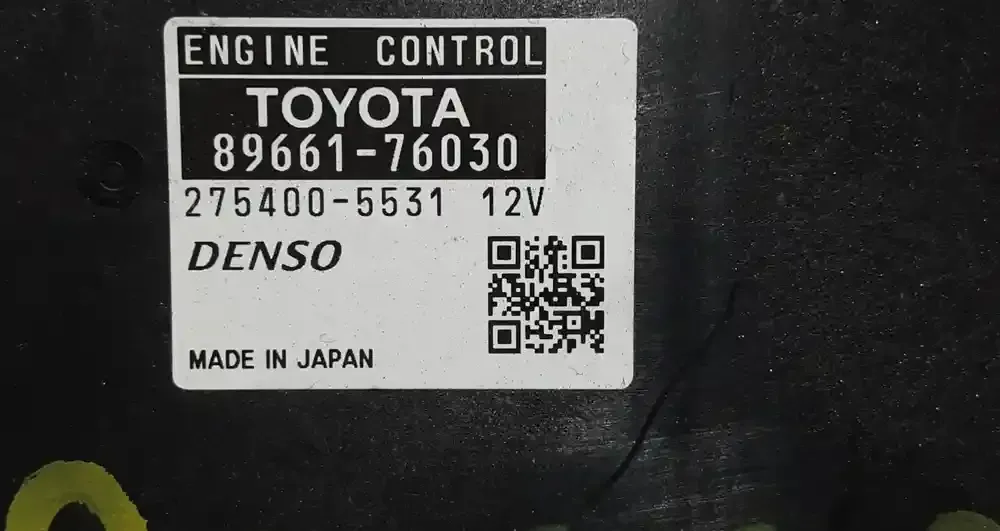 ENGINE CONTROL
TOYOTA
89661-76030
275400-5531 12V
DENSO
MADE IN JAPAN